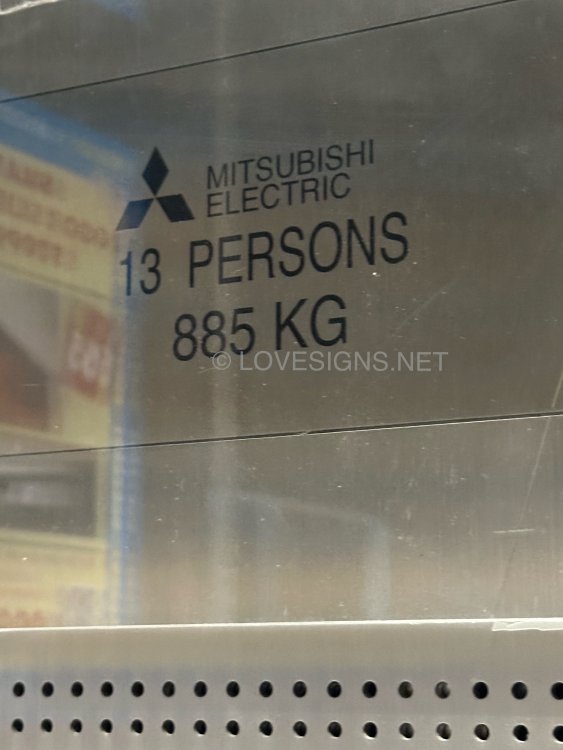 MITSUBISHI
ELECTRIC
13 PERSONS
885 KG
© LOVESIGNS.NET